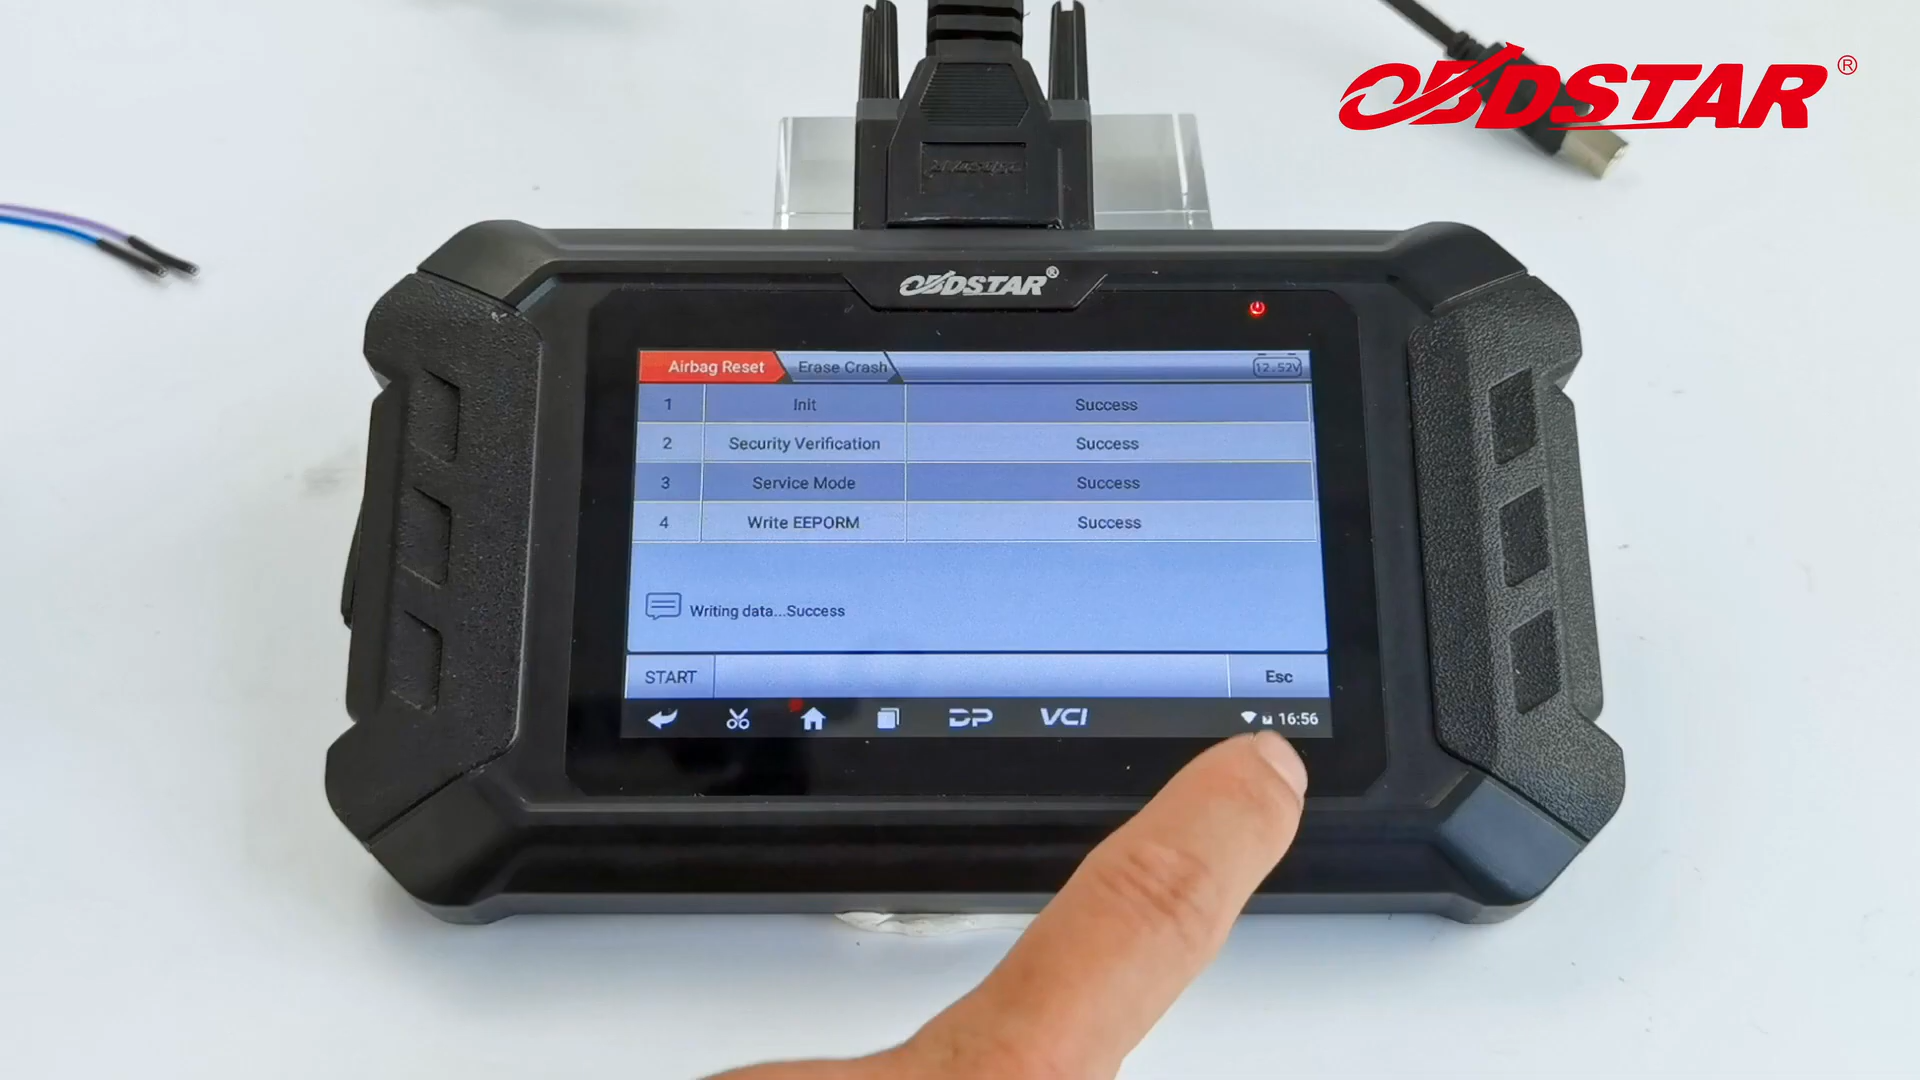 OBDSTAR®
OBDSTAR®
Airbag Reset Erase Crash 12.52V
1 Init Success
2 Security Verification Success
3 Service Mode Success
4 Write EEPORM Success
Writing data...Success
START Esc
DP VCI 16:56